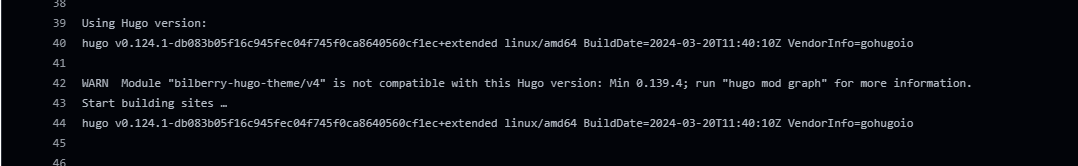 38
39 Using Hugo version:
40 hugo v0.124.1-db083b05f16c945fec04f745f0ca8640560cf1ec+extended linux/amd64 BuildDate=2024-03-20T11:40:10Z VendorInfo=gohugoio
41
42 WARN  Module "bilberry-hugo-theme/v4" is not compatible with this Hugo version: Min 0.139.4; run "hugo mod graph" for more information.
43 Start building sites …
44 hugo v0.124.1-db083b05f16c945fec04f745f0ca8640560cf1ec+extended linux/amd64 BuildDate=2024-03-20T11:40:10Z VendorInfo=gohugoio
45
46